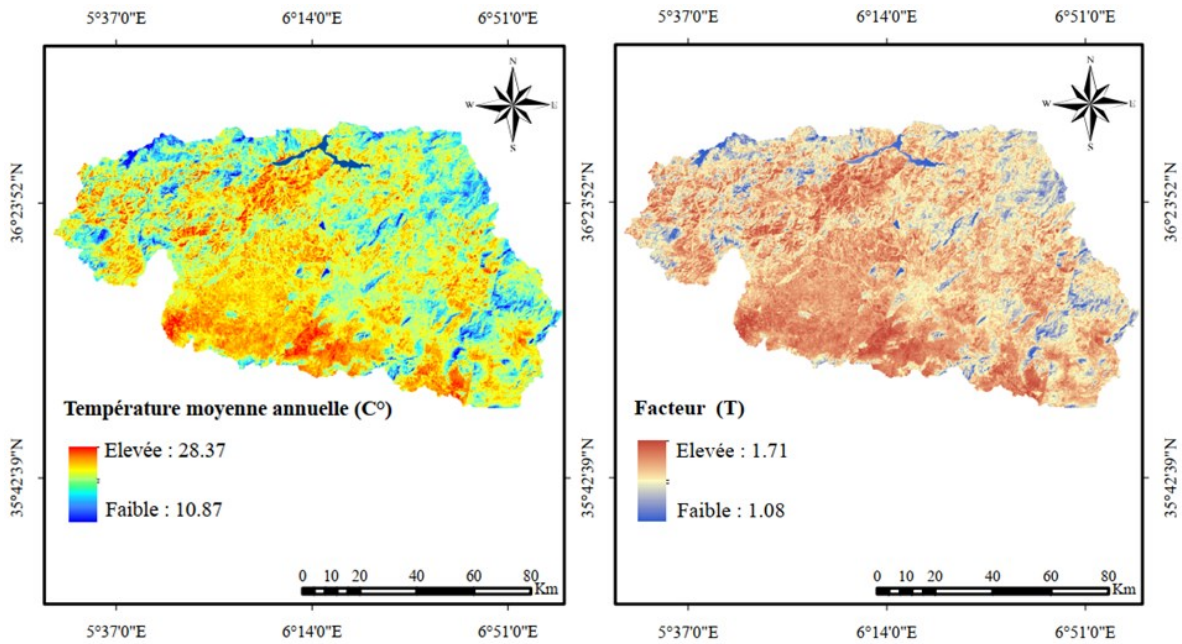 5°37'0"E 6°14'0"E 6°51'0"E 5°37'0"E 6°14'0"E 6°51'0"E
N N
W E W E
S S
36°23'52"N 36°23'52"N 36°23'52"N
Température moyenne annuelle (C°) Facteur (T)
Elevée : 28.37 Elevée : 1.71
Faible : 10.87 Faible : 1.08
35°42'39"N 35°42'39"N 35°42'39"N
0 10 20 40 60 80 0 10 20 40 60 80
Km Km
5°37'0"E 6°14'0"E 6°51'0"E 5°37'0"E 6°14'0"E 6°51'0"E